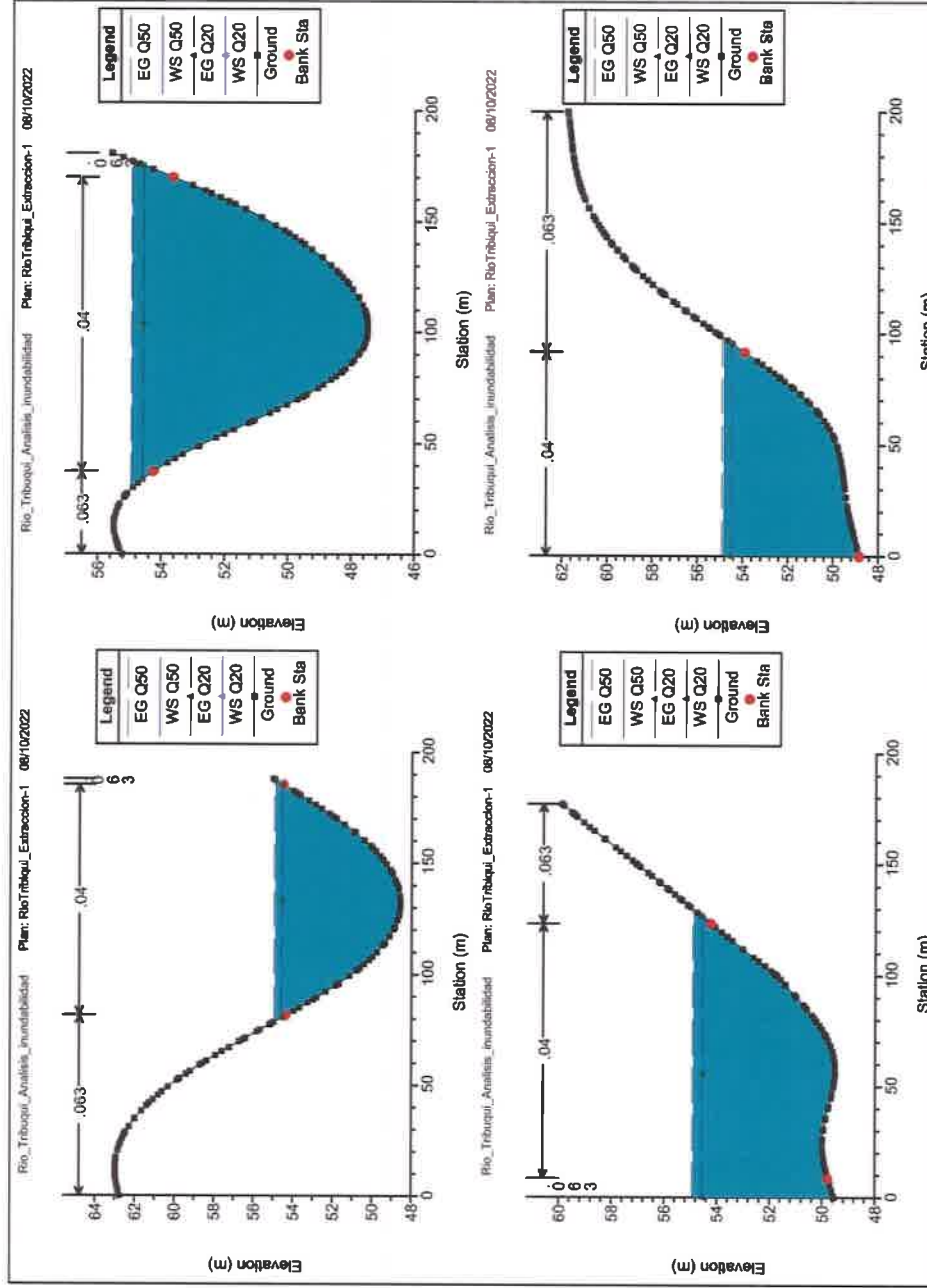 Rio_Tribuqui_Analisis_inundabilidad Plan: RioTribiqui_Extraccion-1 08/10/2022
.063
.04
.063
Elevation (m)
64
62
60
58
56
54
52
50
48
0
50
100
150
200
Station (m)
Legend
EG Q50
WS Q50
EG Q20
WS Q20
Ground
Bank Sta
Rio_Tribuqui_Analisis_inundabilidad Plan: RioTribiqui_Extraccion-1 08/10/2022
.063
.04
Elevation (m)
56
54
52
50
48
46
0
50
100
150
200
Station (m)
Legend
EG Q50
WS Q50
EG Q20
WS Q20
Ground
Bank Sta
Rio_Tribuqui_Analisis_inundabilidad Plan: RioTribiqui_Extraccion-1 08/10/2022
.063
.04
.063
Elevation (m)
60
58
56
54
52
50
48
0
50
100
150
200
Station (m)
Legend
EG Q50
WS Q50
EG Q20
WS Q20
Ground
Bank Sta
Rio_Tribuqui_Analisis_inundabilidad Plan: RioTribiqui_Extraccion-1 08/10/2022
.04
.063
Elevation (m)
62
60
58
56
54
52
50
48
0
50
100
150
200
Station (m)
Legend
EG Q50
WS Q50
EG Q20
WS Q20
Ground
Bank Sta